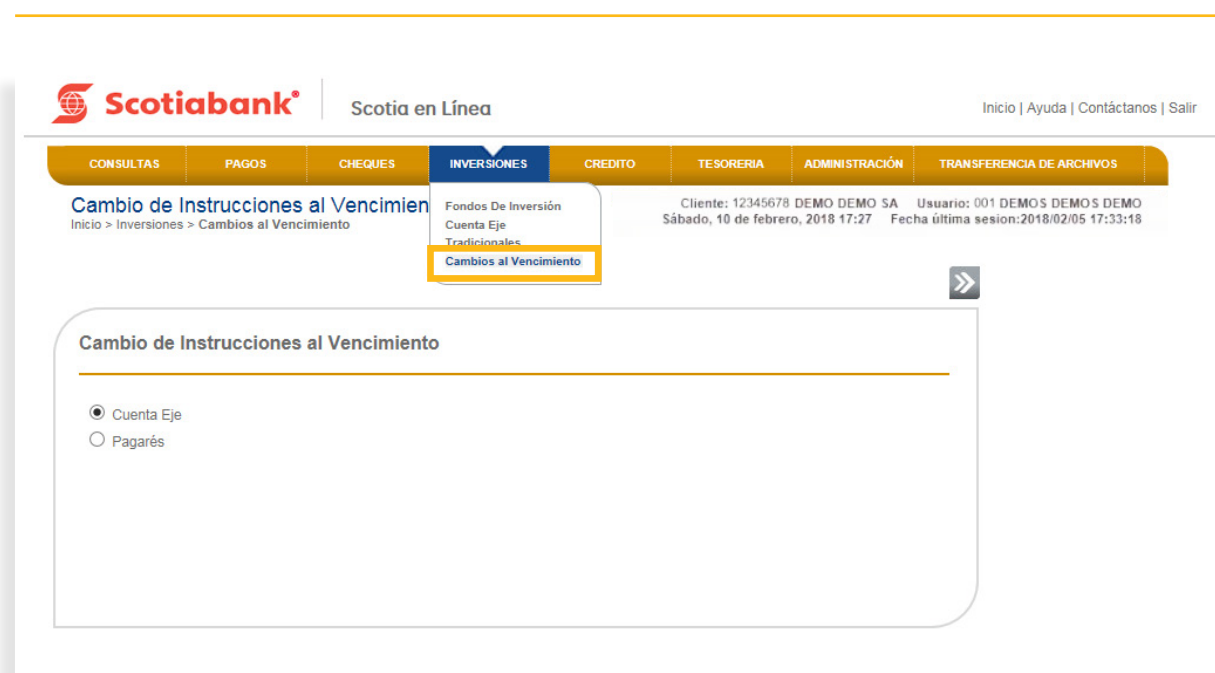 Scotiabank®
Scotia en Línea
Inicio | Ayuda | Contáctanos | Salir
CONSULTAS PAGOS CHEQUES INVERSIONES CREDITO TESORERIA ADMINISTRACIÓN TRANSFERENCIA DE ARCHIVOS
Cambio de Instrucciones al Vencimien
Inicio > Inversiones > Cambios al Vencimiento
Fondos De Inversión
Cuenta Eje
Tradicionales
Cambios al Vencimiento
Cliente: 12345678 DEMO DEMO SA Usuario: 001 DEMOS DEMOS DEMO
Sábado, 10 de febrero, 2018 17:27 Fecha última sesion:2018/02/05 17:33:18
Cambio de Instrucciones al Vencimiento
Cuenta Eje
Pagarés